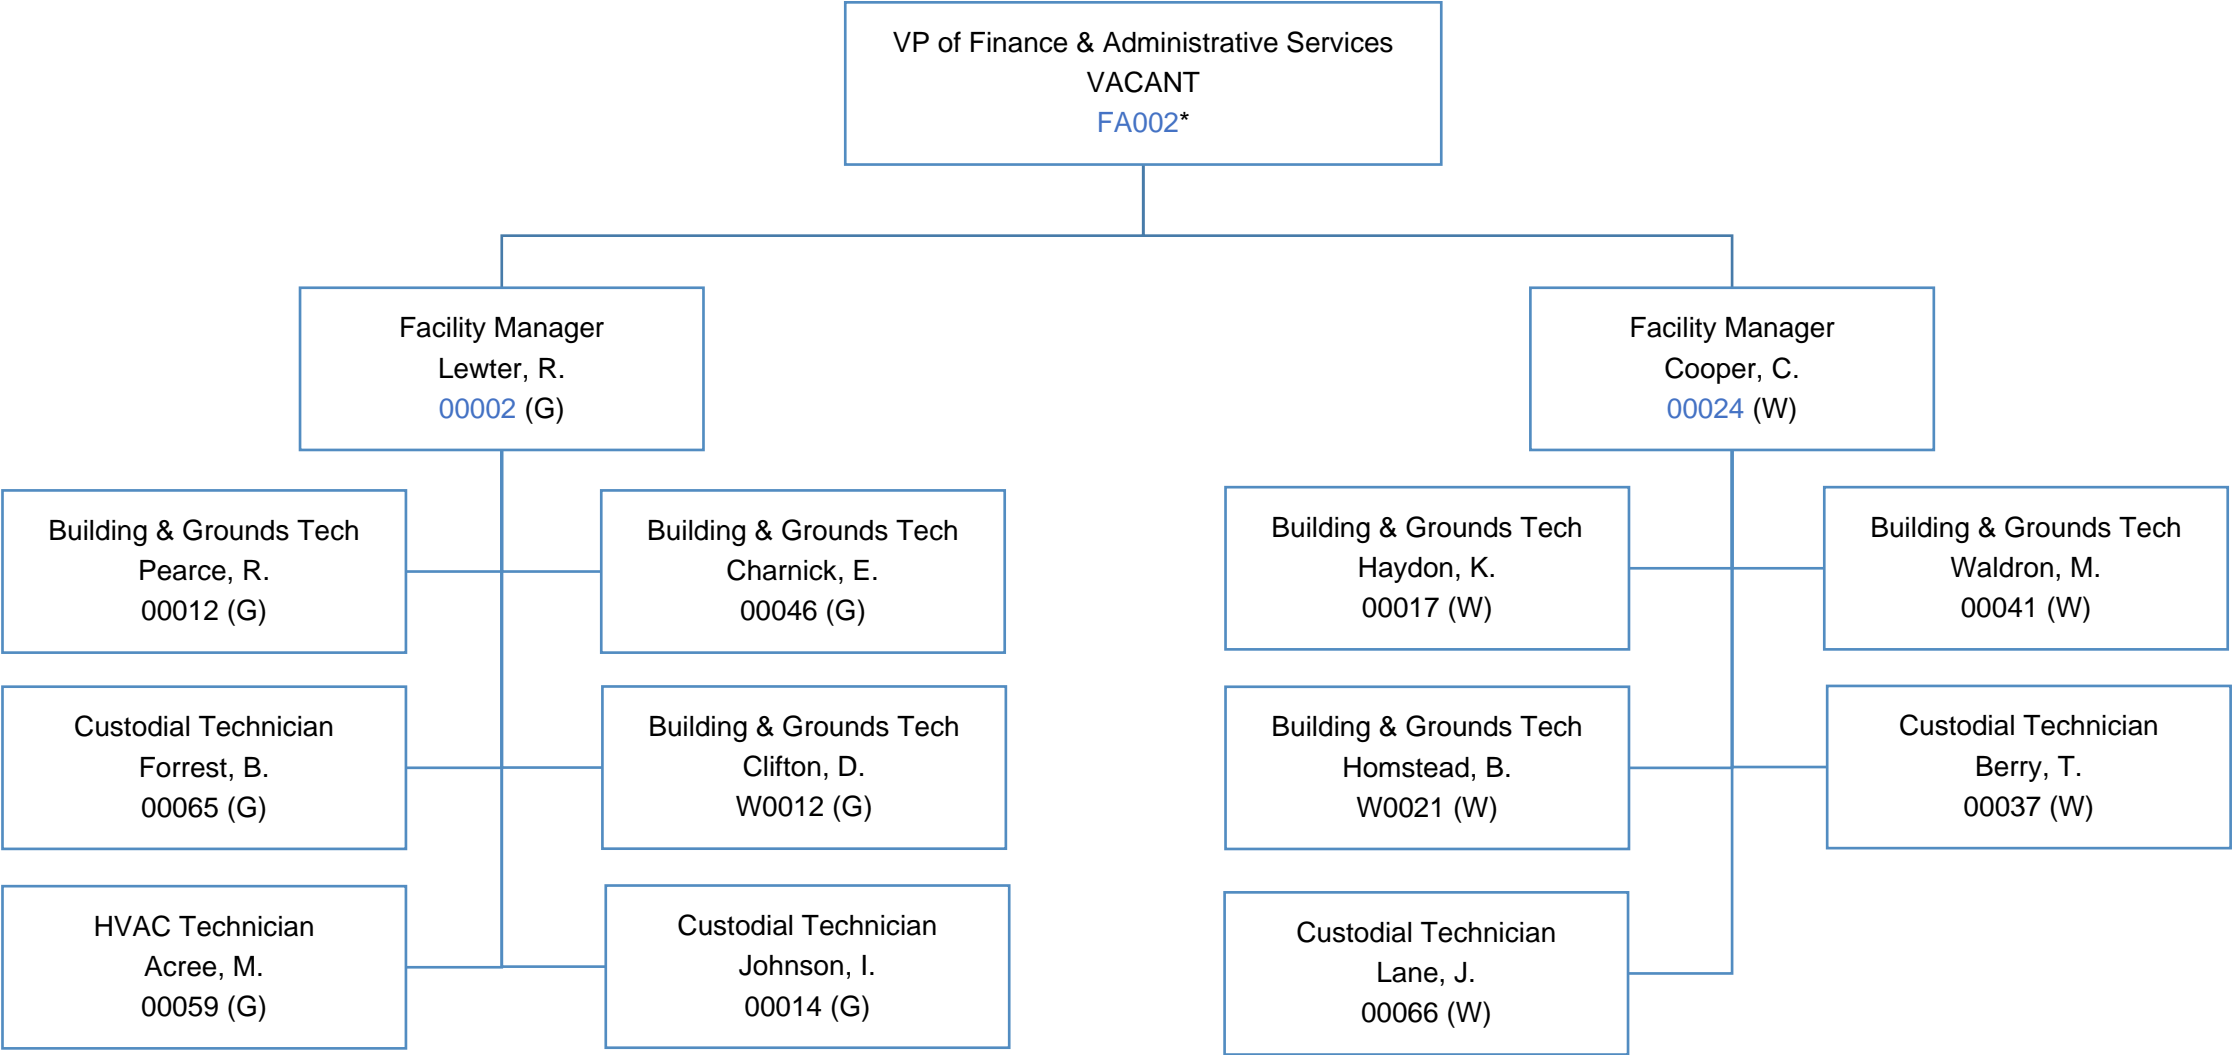 VP of Finance & Administrative Services
VACANT
FA002*
Facility Manager
Lewter, R.
00002 (G)
Facility Manager
Cooper, C.
00024 (W)
Building & Grounds Tech
Pearce, R.
00012 (G)
Building & Grounds Tech
Charnick, E.
00046 (G)
Building & Grounds Tech
Haydon, K.
00017 (W)
Building & Grounds Tech
Waldron, M.
00041 (W)
Custodial Technician
Forrest, B.
00065 (G)
Building & Grounds Tech
Clifton, D.
W0012 (G)
Building & Grounds Tech
Homstead, B.
W0021 (W)
Custodial Technician
Berry, T.
00037 (W)
HVAC Technician
Acree, M.
00059 (G)
Custodial Technician
Johnson, I.
00014 (G)
Custodial Technician
Lane, J.
00066 (W)